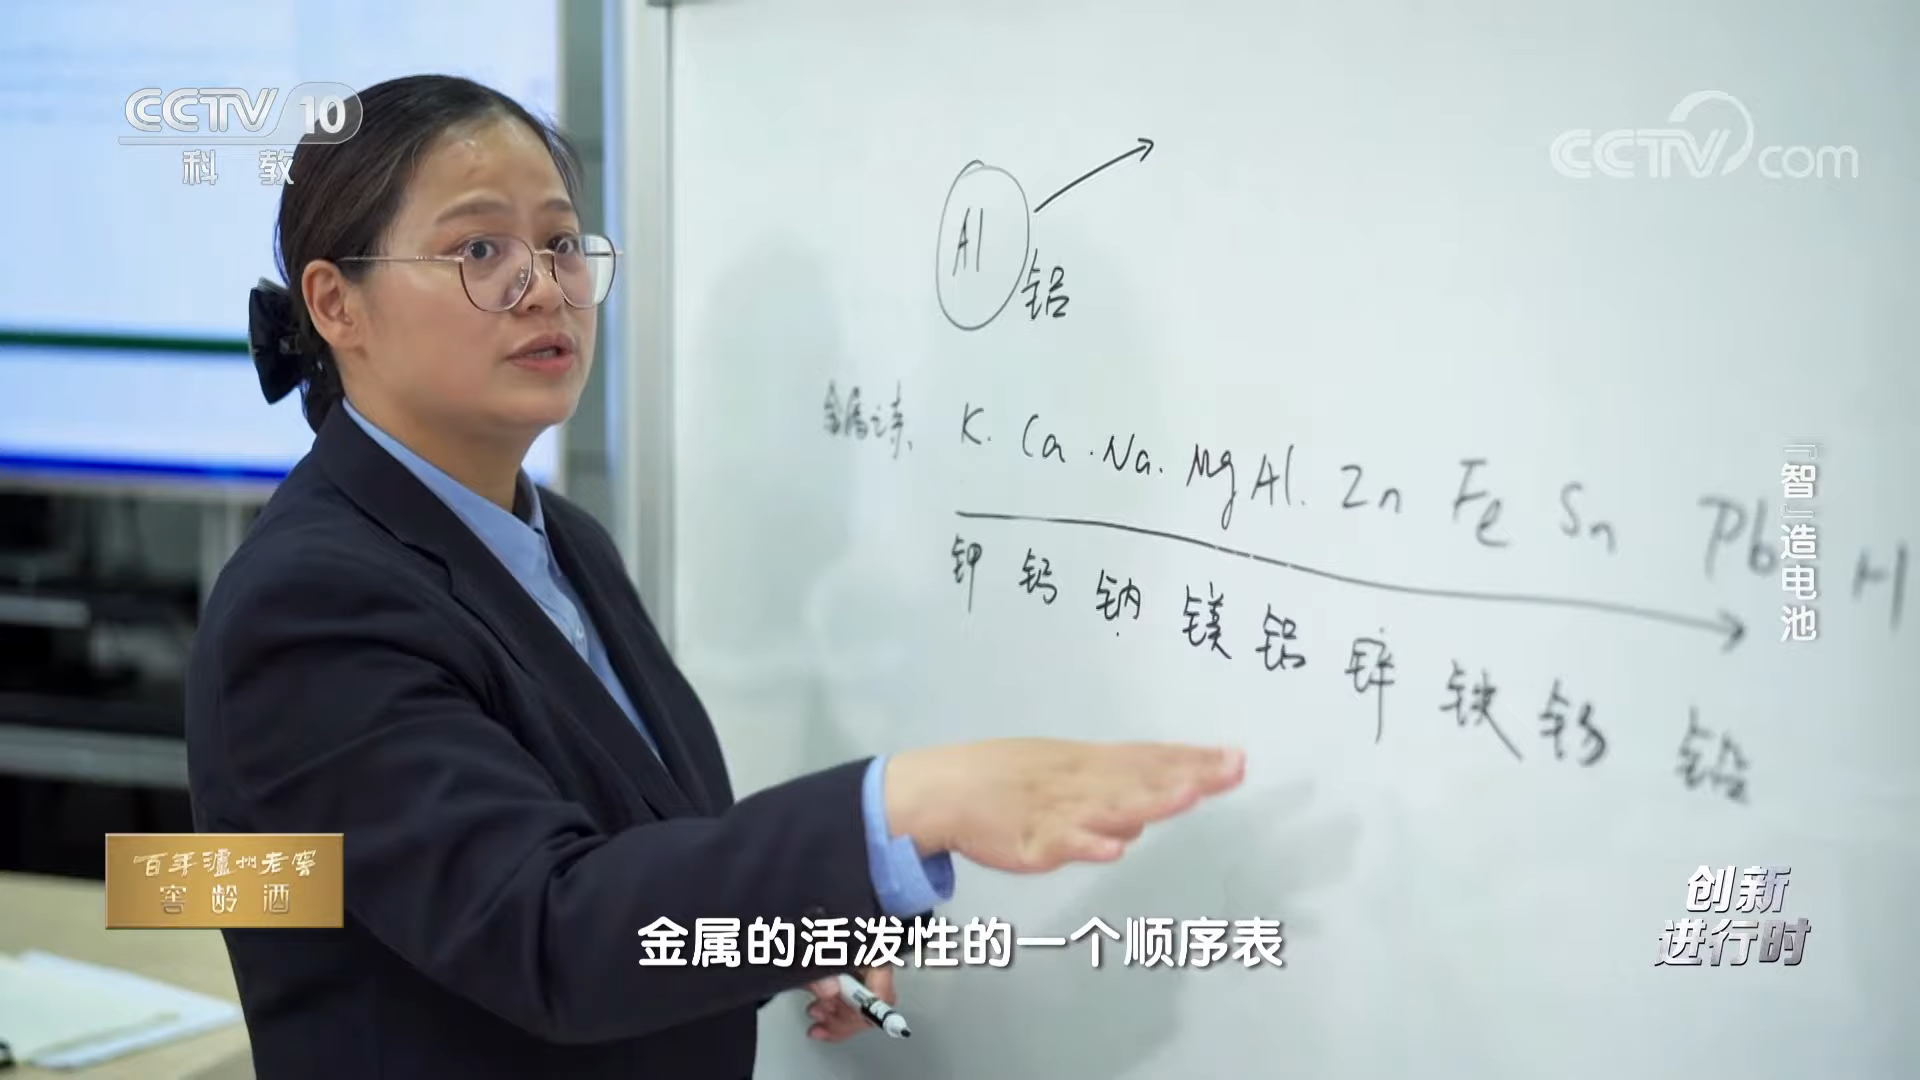 CCTV 10
科 教
CCTV com
Al
铝
金属
K. Ca . Na. Mg Al. Zn Fe Sn Pb H
钾 钙 钠 镁 铝 锌 铁 锡 铅
『智』造电池
百年泸州老窖
窖龄酒
创新
进行时
金属的活泼性的一个顺序表